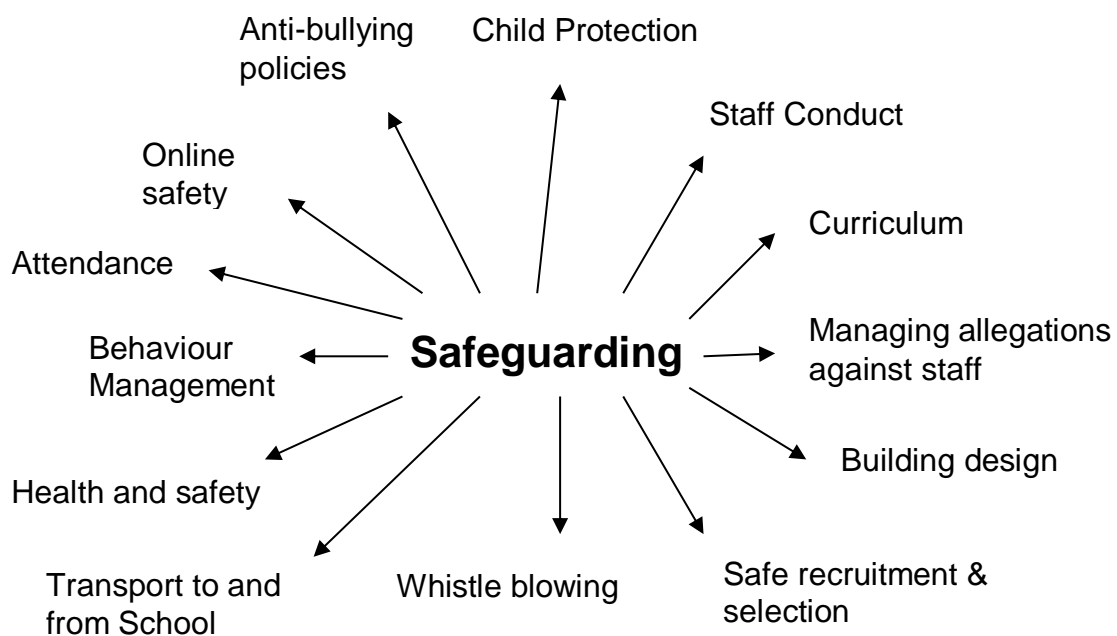 Anti-bullying
policies
Child Protection
Staff Conduct
Online
safety
Curriculum
Attendance
Safeguarding
Managing allegations
against staff
Behaviour
Management
Building design
Health and safety
Transport to and
from School
Whistle blowing
Safe recruitment &
selection